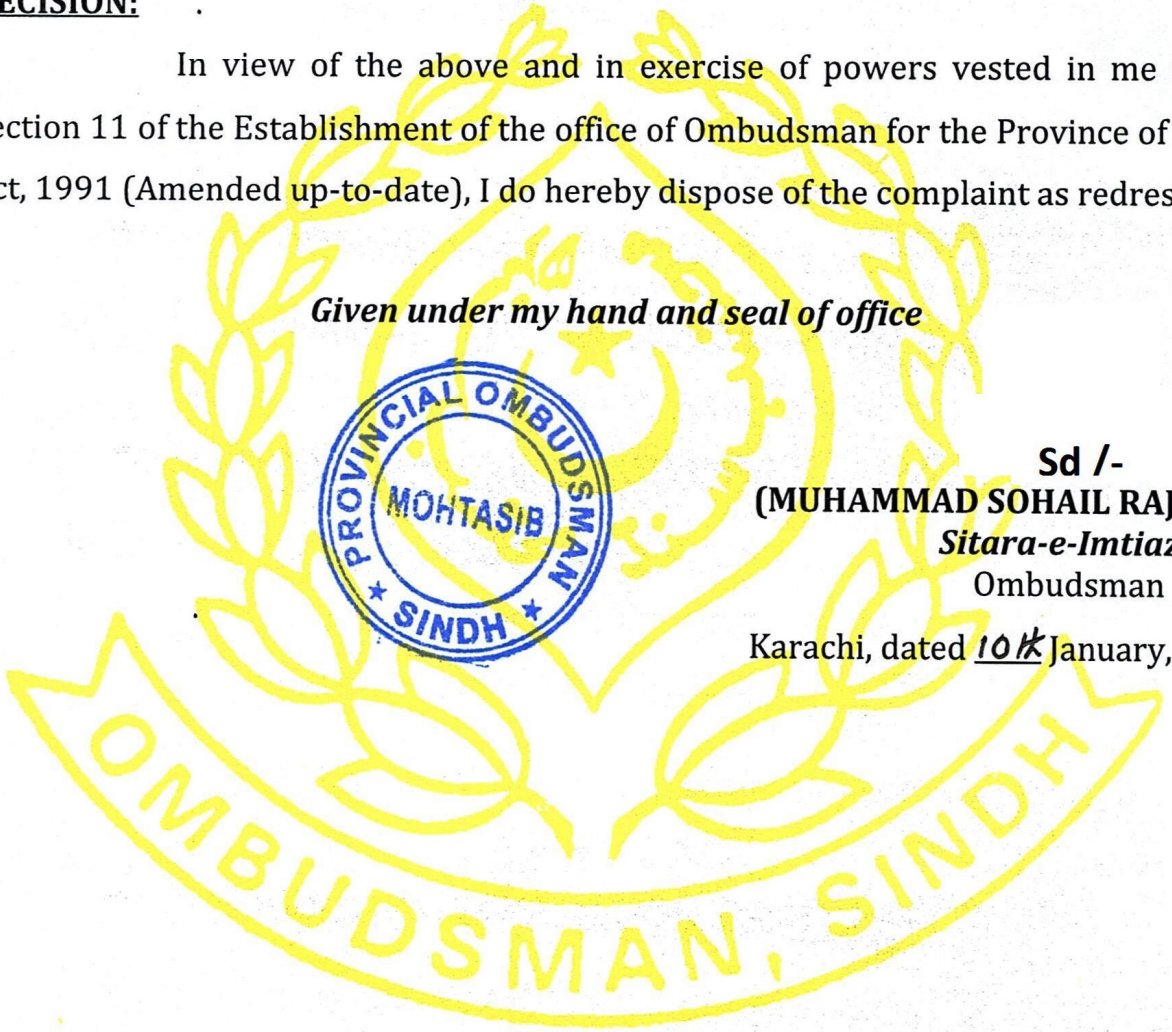 ECISION: .
In view of the above and in exercise of powers vested in me
ection 11 of the Establishment of the office of Ombudsman for the Province of
ct, 1991 (Amended up-to-date), I do hereby dispose of the complaint as redres
Given under my hand and seal of office
PROVINCIAL OMBUDSMAN
MOHTASIB
★ SINDH ★
Sd /-
(MUHAMMAD SOHAIL RAJ
Sitara-e-Imtiaz
Ombudsman
Karachi, dated 10th January,
OMBUDSMAN, SINDH